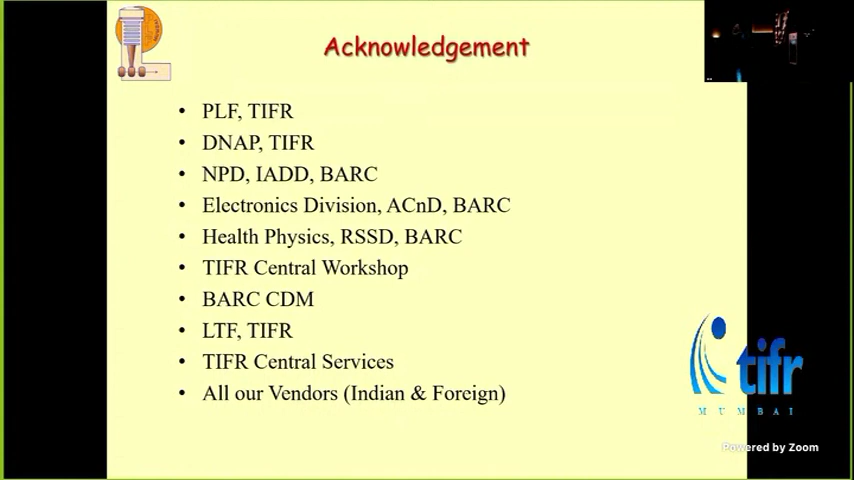 Acknowledgement
• PLF, TIFR
• DNAP, TIFR
• NPD, IADD, BARC
• Electronics Division, ACnD, BARC
• Health Physics, RSSD, BARC
• TIFR Central Workshop
• BARC CDM
• LTF, TIFR
• TIFR Central Services
• All our Vendors (Indian & Foreign)
tifr
MUMBAI
Powered by Zoom